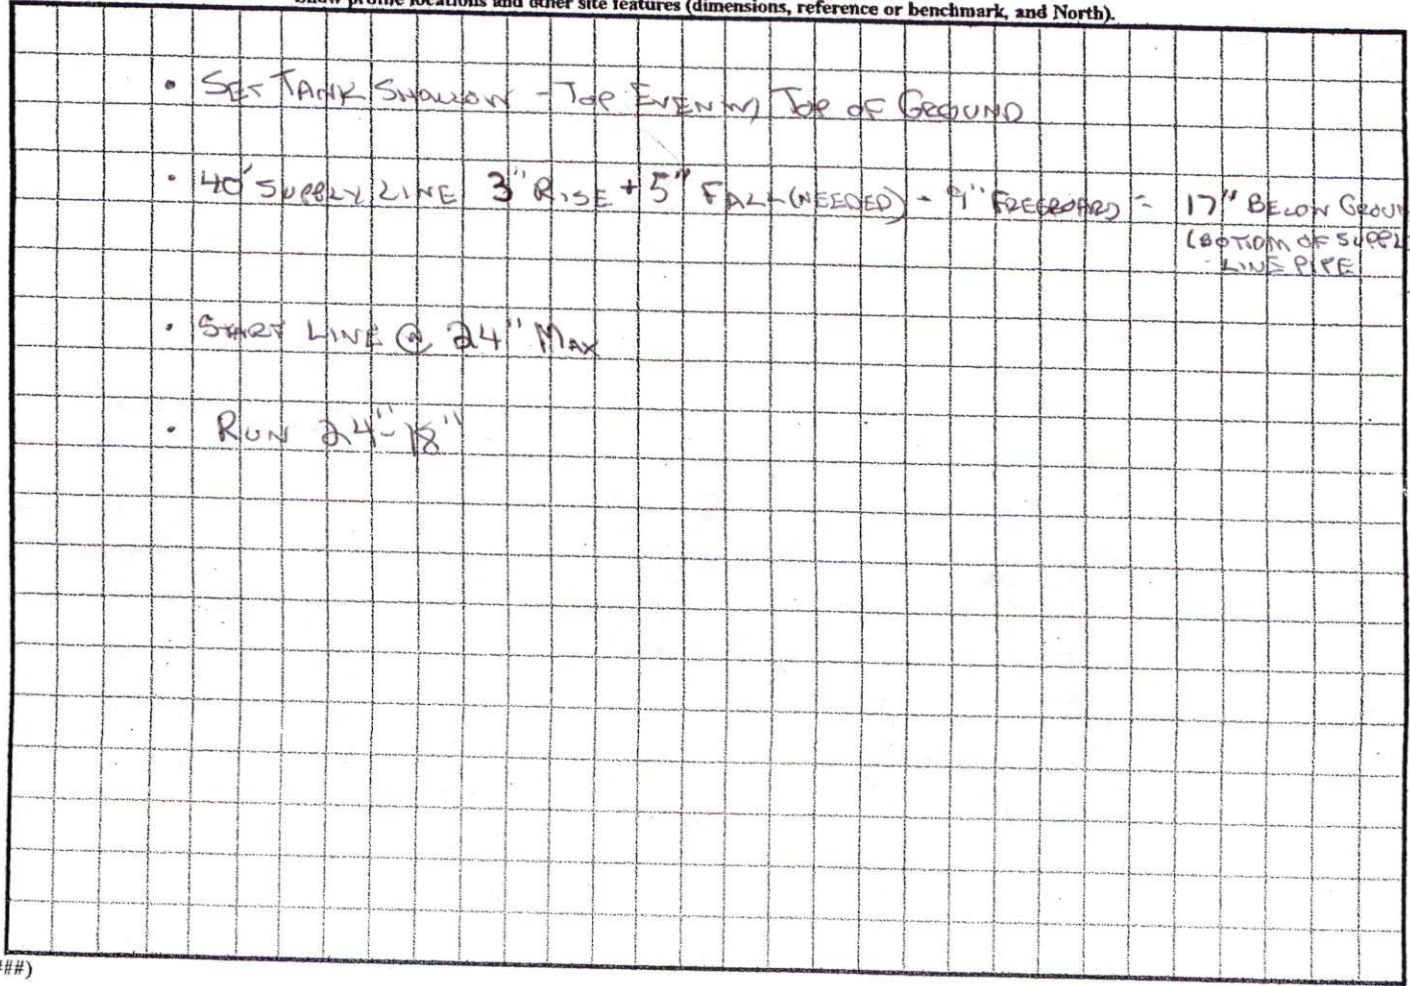 Show profile locations and other site features (dimensions, reference or benchmark, and North).
• SET TANK SHALLOW - TOP EVEN W/ TOP OF GROUND
• 40' SUPPLY LINE 3" RISE + 5" FALL (NEEDED) - 9" FREEBOARD = 17" BELOW GROUN
(BOTTOM OF SUPPL
LINE PIPE
• START LINE @ 24" MAX
• RUN 24"-18"
##)